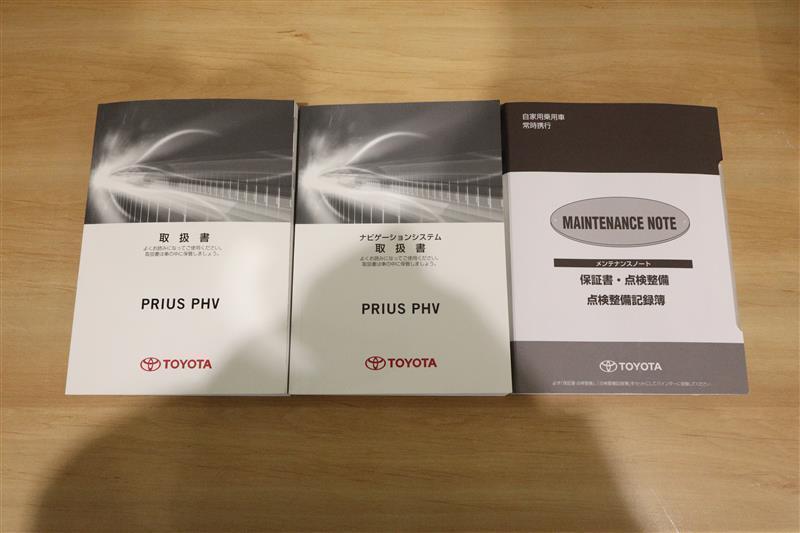 取扱書
よくお読みになってご使用ください。
取扱書は車の中に保管しましょう。
PRIUS PHV
TOYOTA
ナビゲーションシステム
取扱書
よくお読みになってご使用ください。
取扱書は車の中に保管しましょう。
PRIUS PHV
TOYOTA
自家用乗用車
常時携行
MAINTENANCE NOTE
メンテナンスノート
保証書・点検整備
点検整備記録簿
TOYOTA